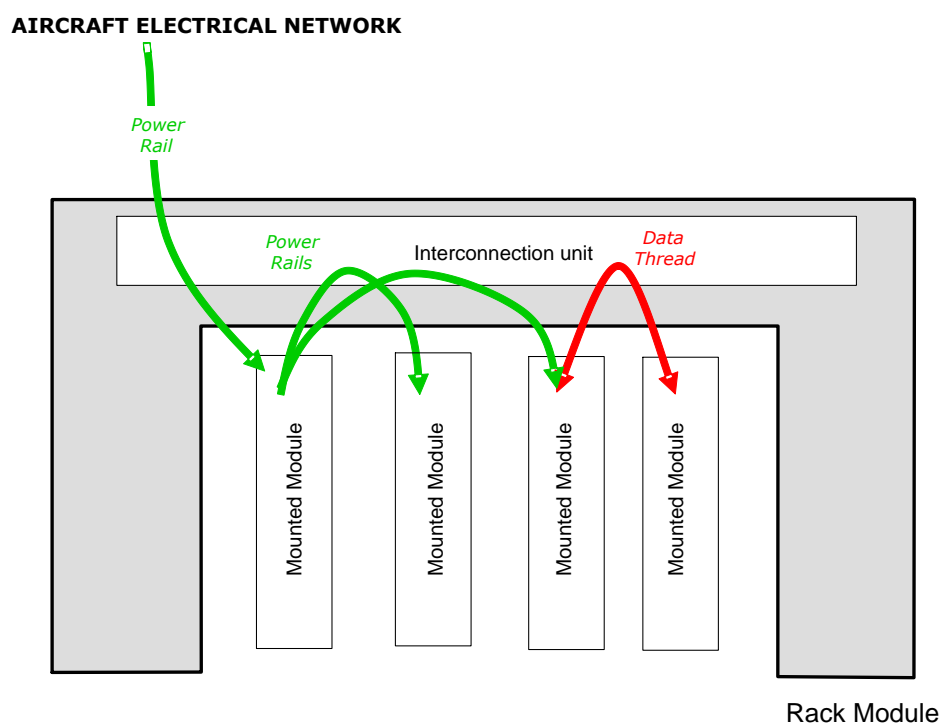 AIRCRAFT ELECTRICAL NETWORK
Power
Rail
Power
Rails
Interconnection unit
Data
Thread
Mounted Module
Mounted Module
Mounted Module
Mounted Module
Rack Module